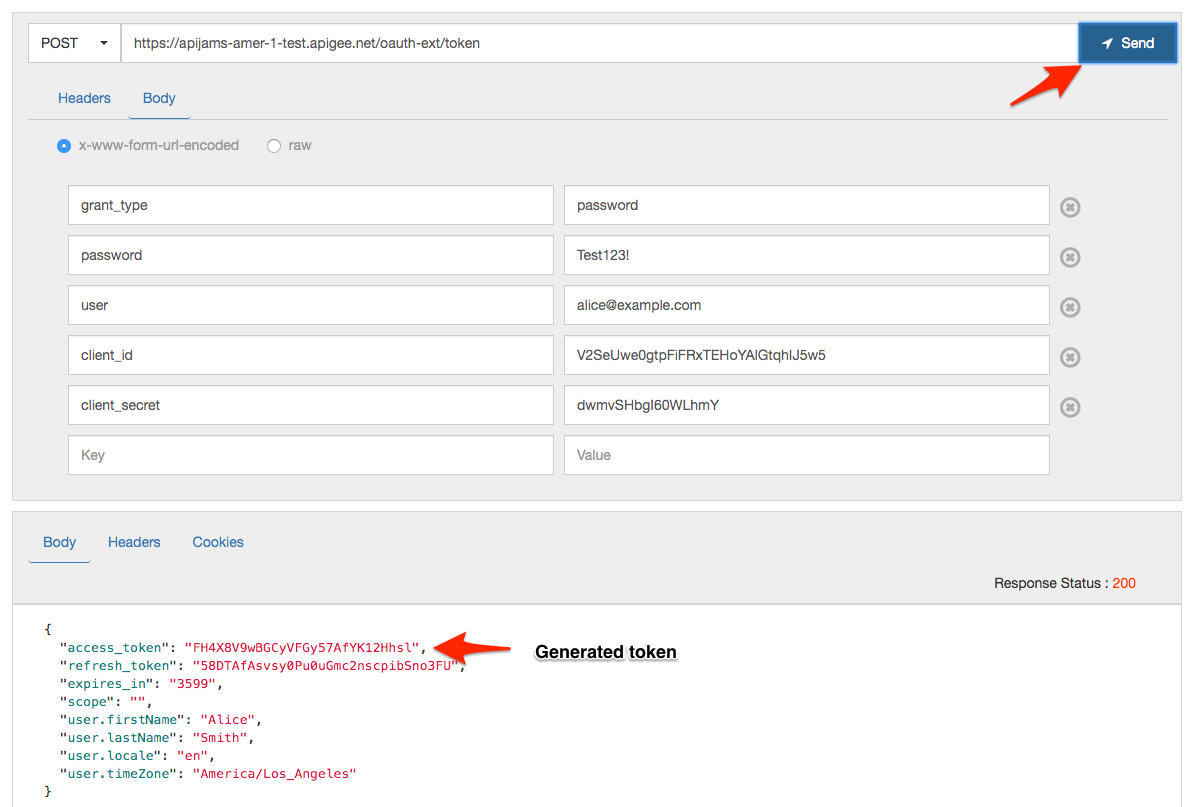 POST https://apijams-amer-1-test.apigee.net/oauth-ext/token Send
Headers Body
x-www-form-url-encoded raw
grant_type password
password Test123!
user alice@example.com
client_id V2SeUwe0gtpFiFRxTEHoYAlGtqhlJ5w5
client_secret dwmvSHbgI60WLhmY
Key Value
Body Headers Cookies
Response Status : 200
{
"access_token": "FH4X8V9wBGCyVFGy57AfYK12Hhsl", Generated token
"refresh_token": "58DTAfAsvsy0Pu0uGmc2nscpibSno3FU",
"expires_in": "3599",
"scope": "",
"user.firstName": "Alice",
"user.lastName": "Smith",
"user.locale": "en",
"user.timeZone": "America/Los_Angeles"
}